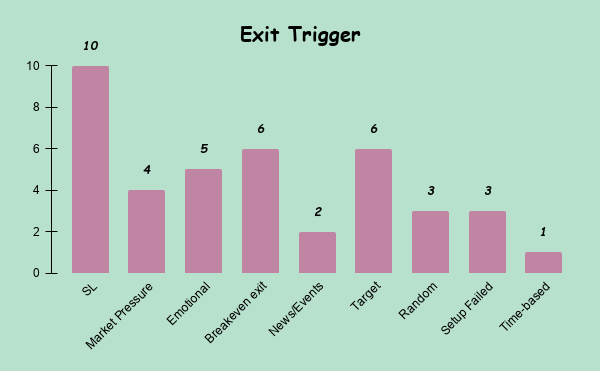 Exit Trigger
10
4
5
6
2
6
3
3
1
10
8
6
4
2
0
SL
Market Pressure
Emotional
Breakeven exit
News/Events
Target
Random
Setup Failed
Time-based